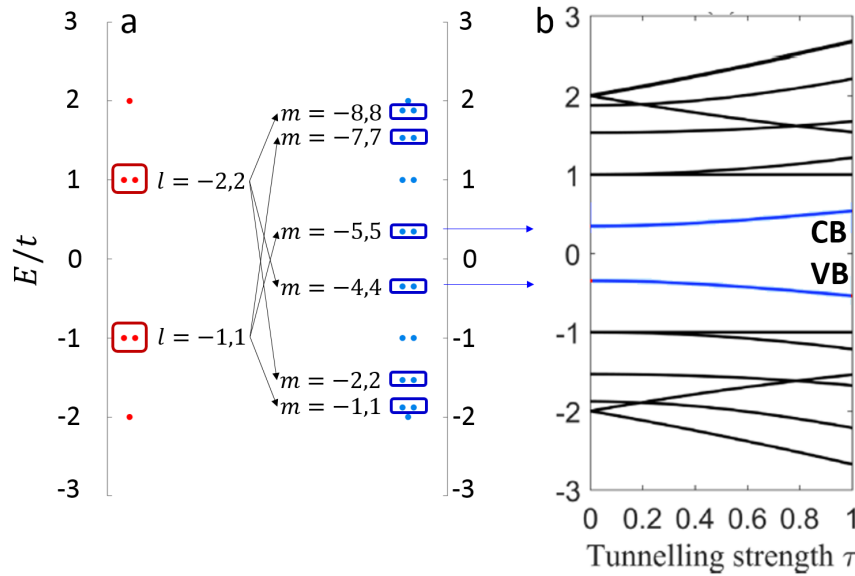 a
b
3
2
1
0
-1
-2
-3
E/t
l = −2,2
l = −1,1
m = −8,8
m = −7,7
m = −5,5
m = −4,4
m = −2,2
m = −1,1
3
2
1
0
-1
-2
-3
3
2
1
0
-1
-2
-3
CB
VB
0 0.2 0.4 0.6 0.8 1
Tunnelling strength τ